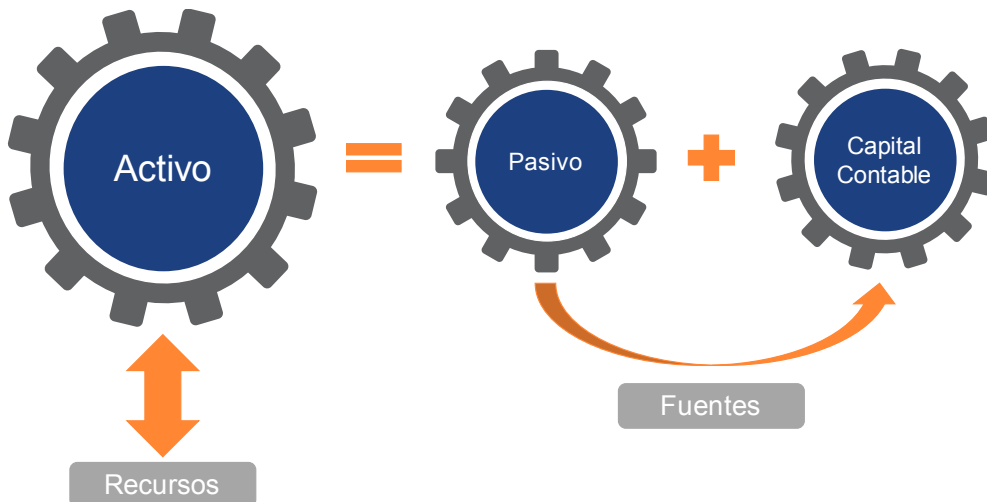 Activo
=
Pasivo
+
Capital
Contable
Fuentes
Recursos